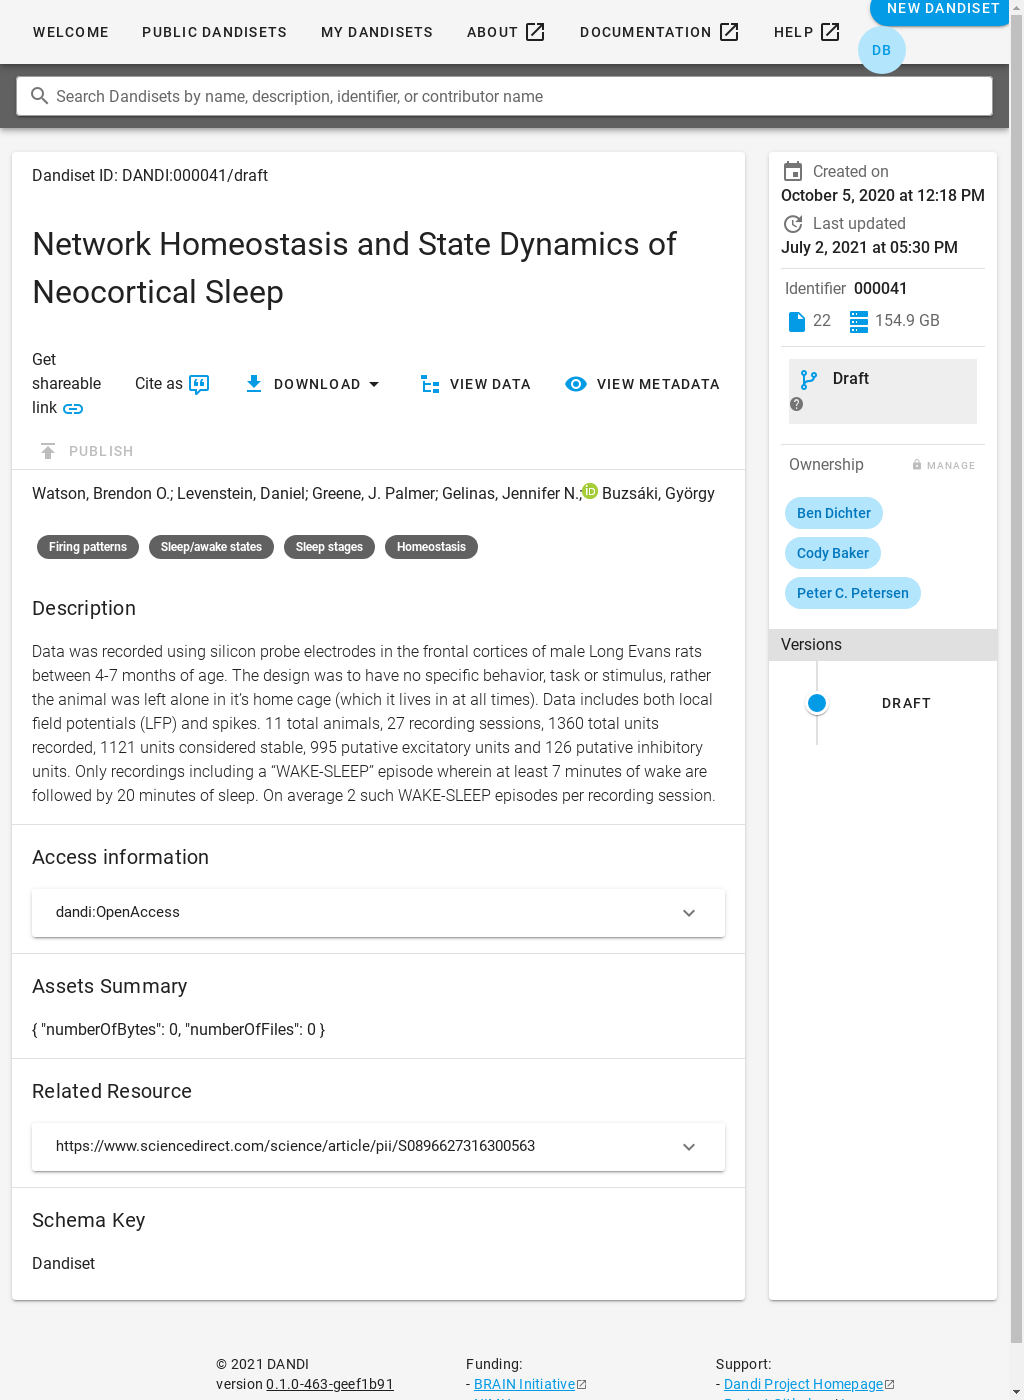 WELCOME
PUBLIC DANDISETS
MY DANDISETS
ABOUT
DOCUMENTATION
HELP
NEW DANDISET
DB
Search Dandisets by name, description, identifier, or contributor name
Dandiset ID: DANDI:000041/draft
Network Homeostasis and State Dynamics of
Neocortical Sleep
Get
shareable
link
Cite as
DOWNLOAD
VIEW DATA
VIEW METADATA
PUBLISH
Watson, Brendon O.; Levenstein, Daniel; Greene, J. Palmer; Gelinas, Jennifer N.; iD Buzsáki, György
Firing patterns
Sleep/awake states
Sleep stages
Homeostasis
Description
Data was recorded using silicon probe electrodes in the frontal cortices of male Long Evans rats
between 4-7 months of age. The design was to have no specific behavior, task or stimulus, rather
the animal was left alone in it’s home cage (which it lives in at all times). Data includes both local
field potentials (LFP) and spikes. 11 total animals, 27 recording sessions, 1360 total units
recorded, 1121 units considered stable, 995 putative excitatory units and 126 putative inhibitory
units. Only recordings including a “WAKE-SLEEP” episode wherein at least 7 minutes of wake are
followed by 20 minutes of sleep. On average 2 such WAKE-SLEEP episodes per recording session.
Access information
dandi:OpenAccess
Assets Summary
{ "numberOfBytes": 0, "numberOfFiles": 0 }
Related Resource
https://www.sciencedirect.com/science/article/pii/S0896627316300563
Schema Key
Dandiset
Created on
October 5, 2020 at 12:18 PM
Last updated
July 2, 2021 at 05:30 PM
Identifier 000041
22
154.9 GB
Draft
?
Ownership
MANAGE
Ben Dichter
Cody Baker
Peter C. Petersen
Versions
DRAFT
© 2021 DANDI
version 0.1.0-463-geef1b91
Funding:
- BRAIN Initiative
Support:
- Dandi Project Homepage